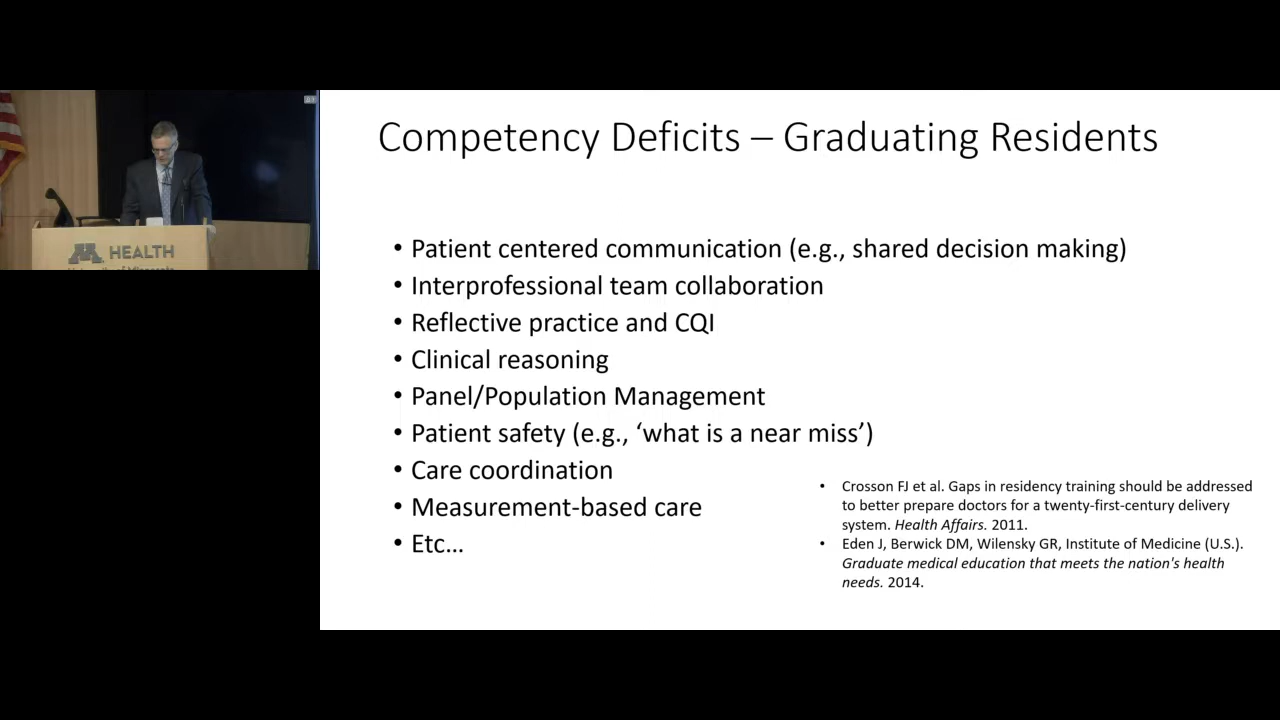 HEALTH
University of Minnesota
Competency Deficits – Graduating Residents
• Patient centered communication (e.g., shared decision making)
• Interprofessional team collaboration
• Reflective practice and CQI
• Clinical reasoning
• Panel/Population Management
• Patient safety (e.g., ‘what is a near miss’)
• Care coordination
• Measurement-based care
• Etc…
• Crosson FJ et al. Gaps in residency training should be addressed
to better prepare doctors for a twenty-first-century delivery
system. Health Affairs. 2011.
• Eden J, Berwick DM, Wilensky GR, Institute of Medicine (U.S.).
Graduate medical education that meets the nation's health
needs. 2014.